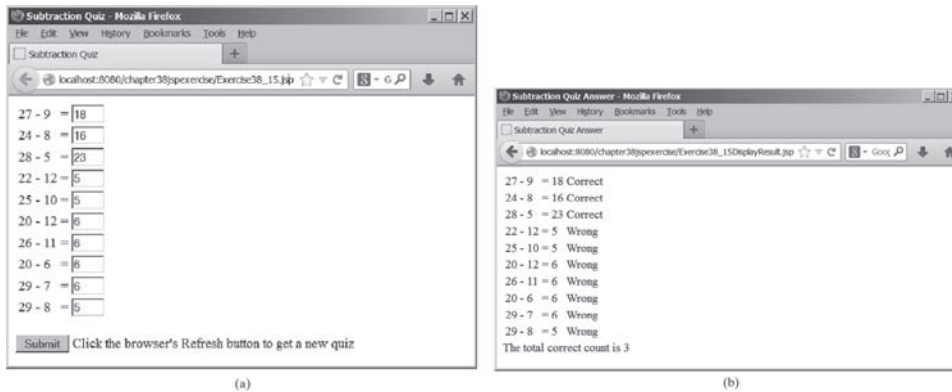 Subtraction Quiz - Mozilla Firefox
File Edit View History Bookmarks Tools Help
Subtraction Quiz
localhost:8080/chapter38jspexercise/Exercise38_15.jsp
27 - 9 = 18
24 - 8 = 16
28 - 5 = 23
22 - 12 = 5
25 - 10 = 5
20 - 12 = 6
26 - 11 = 6
20 - 6 = 6
29 - 7 = 6
29 - 8 = 5
Submit Click the browser's Refresh button to get a new quiz
(a)
Subtraction Quiz Answer - Mozilla Firefox
File Edit View History Bookmarks Tools Help
Subtraction Quiz Answer
localhost:8080/chapter38jspexercise/Exercise38_15DisplayResult.jsp
27 - 9 = 18 Correct
24 - 8 = 16 Correct
28 - 5 = 23 Correct
22 - 12 = 5 Wrong
25 - 10 = 5 Wrong
20 - 12 = 6 Wrong
26 - 11 = 6 Wrong
20 - 6 = 6 Wrong
29 - 7 = 6 Wrong
29 - 8 = 5 Wrong
The total correct count is 3
(b)